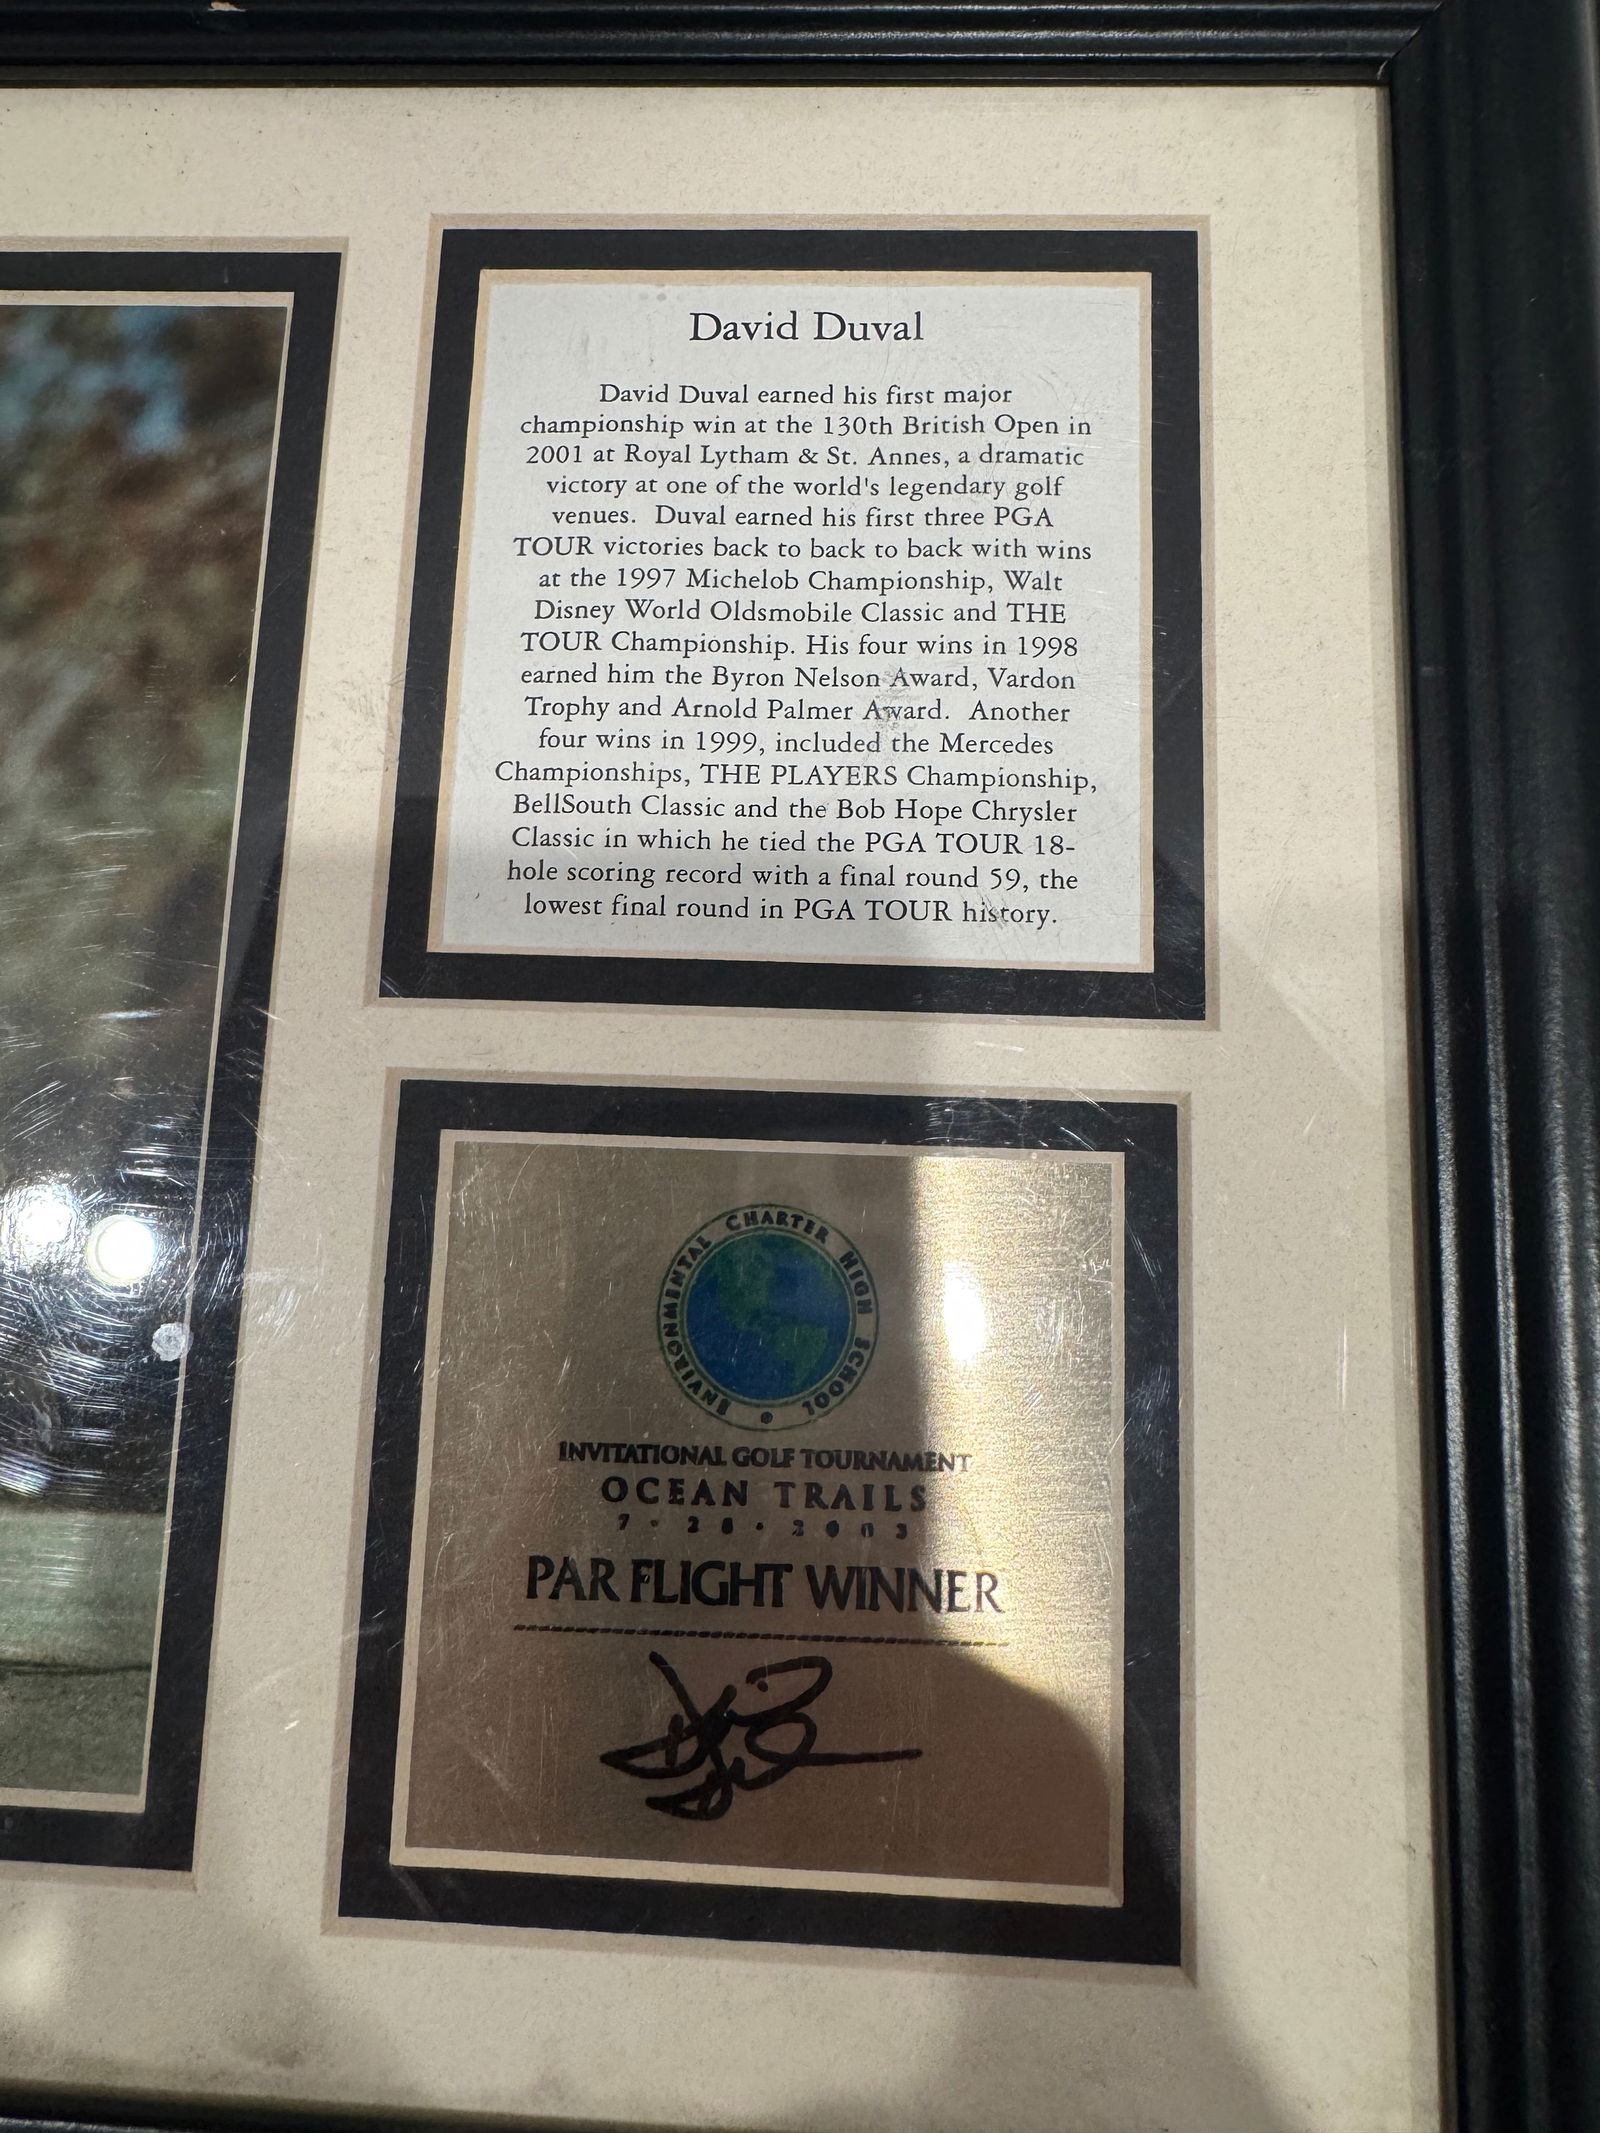 David Duval
David Duval earned his first major
championship win at the 130th British Open in
2001 at Royal Lytham & St. Annes, a dramatic
victory at one of the world's legendary golf
venues.  Duval earned his first three PGA
TOUR victories back to back to back with wins
at the 1997 Michelob Championship, Walt
Disney World Oldsmobile Classic and THE
TOUR Championship. His four wins in 1998
earned him the Byron Nelson Award, Vardon
Trophy and Arnold Palmer Award.  Another
four wins in 1999, included the Mercedes
Championships, THE PLAYERS Championship,
BellSouth Classic and the Bob Hope Chrysler
Classic in which he tied the PGA TOUR 18-
hole scoring record with a final round 59, the
lowest final round in PGA TOUR history.
ENVIRONMENTAL CHARTER HIGH SCHOOL
INVITATIONAL GOLF TOURNAMENT
OCEAN TRAILS
7 · 28 · 2003
PAR FLIGHT WINNER